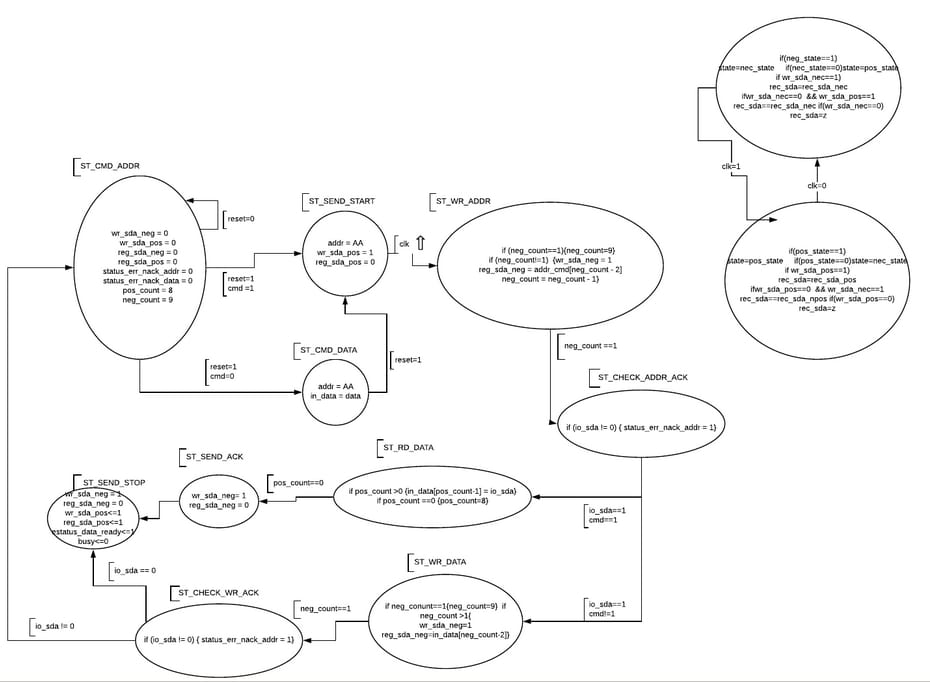 if(neg_state==1)
state=nec_state if(nec_state==0)state=pos_state
if wr_sda_nec==1)
rec_sda=rec_sda_nec
ifwr_sda_nec==0 && wr_sda_pos==1
rec_sda==rec_sda_nec if(wr_sda_nec==0)
rec_sda=z
clk=1
clk=0
if(pos_state==1)
state=pos_state if(pos_state==0)state=nec_state
if wr_sda_pos==1)
rec_sda=rec_sda_pos
ifwr_sda_pos==0 && wr_sda_nec==1
rec_sda==rec_sda_npos if(wr_sda_pos==0)
rec_sda=z
ST_CMD_ADDR
wr_sda_neg = 0
wr_sda_pos = 0
reg_sda_neg = 0
reg_sda_pos = 0
status_err_nack_addr = 0
status_err_nack_data = 0
pos_count = 8
neg_count = 9
reset=0
reset=1
cmd =1
reset=1
cmd=0
ST_SEND_START
addr = AA
wr_sda_pos = 1
reg_sda_pos = 0
clk
ST_WR_ADDR
if (neg_count==1){neg_count=9}
if (neg_count!=1) {wr_sda_neg = 1
reg_sda_neg = addr_cmd[neg_count - 2]
neg_count = neg_count - 1}
ST_CMD_DATA
addr = AA
in_data = data
reset=1
neg_count ==1
ST_CHECK_ADDR_ACK
if (io_sda != 0) { status_err_nack_addr = 1}
io_sda==1
cmd==1
io_sda==1
cmd!=1
ST_RD_DATA
if pos_count >0 {in_data[pos_count-1] = io_sda}
if pos_count ==0 {pos_count=8}
pos_count==0
ST_SEND_ACK
wr_sda_neg= 1
reg_sda_neg = 0
ST_SEND_STOP
wr_sda_neg = 1
reg_sda_neg = 0
wr_sda_pos<=1
reg_sda_pos<=1
estatus_data_ready<=1
busy<=0
ST_WR_DATA
if neg_conunt==1{neg_count=9} if
neg_count >1{
wr_sda_neg=1
reg_sda_neg=in_data[neg_count-2]}
neg_count==1
ST_CHECK_WR_ACK
if (io_sda != 0) { status_err_nack_addr = 1}
io_sda == 0
io_sda != 0